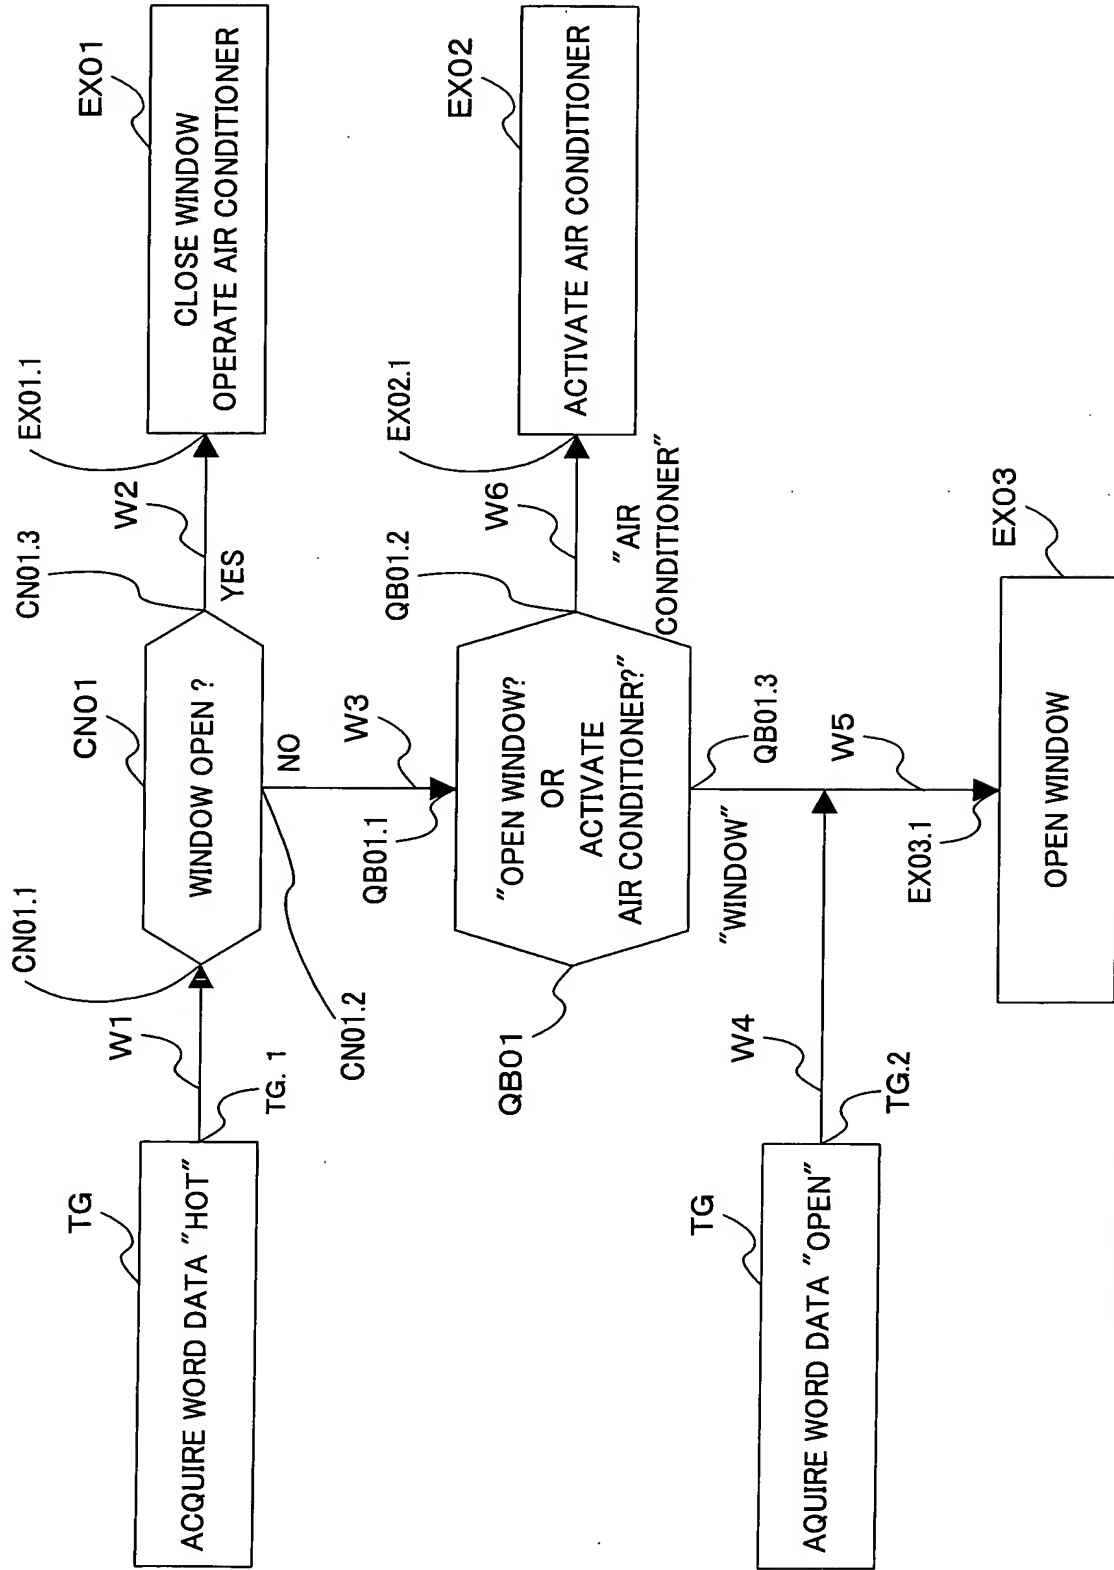 EX01
CLOSE WINDOW
OPERATE AIR CONDITIONER
EX01.1
W2
CN01.3
YES
CN01
WINDOW OPEN ?
NO
CN01.1
CN01.2
W1
TG. 1
TG
ACQUIRE WORD DATA "HOT"
W3
QB01.1
"OPEN WINDOW?
OR
ACTIVATE
AIR CONDITIONER?"
QB01
QB01.2
W6
"AIR
CONDITIONER"
EX02.1
EX02
ACTIVATE AIR CONDITIONER
QB01.3
"WINDOW"
W5
EX03.1
EX03
OPEN WINDOW
W4
TG.2
TG
AQUIRE WORD DATA "OPEN"